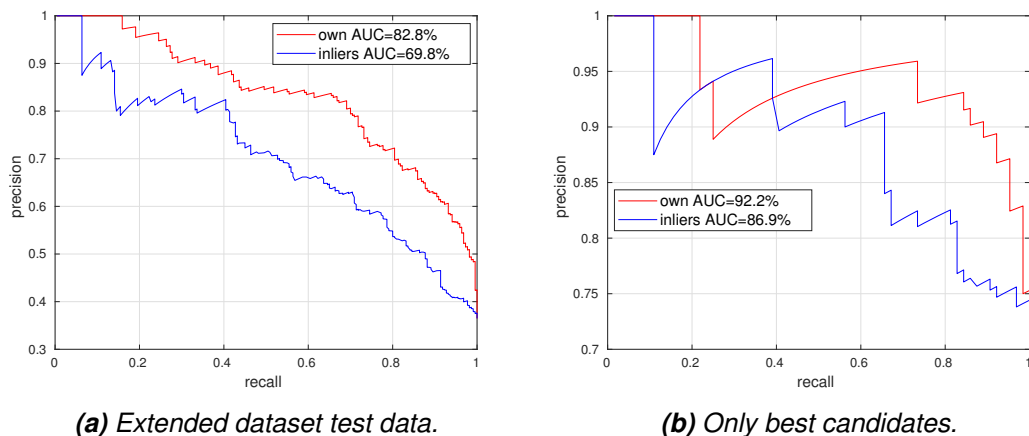 1
0.9
0.8
0.7
0.6
0.5
0.4
0.3
precision
own AUC=82.8%
inliers AUC=69.8%
0 0.2 0.4 0.6 0.8 1
recall
(a) Extended dataset test data.
1
0.95
0.9
0.85
0.8
0.75
0.7
precision
own AUC=92.2%
inliers AUC=86.9%
0 0.2 0.4 0.6 0.8 1
recall
(b) Only best candidates.